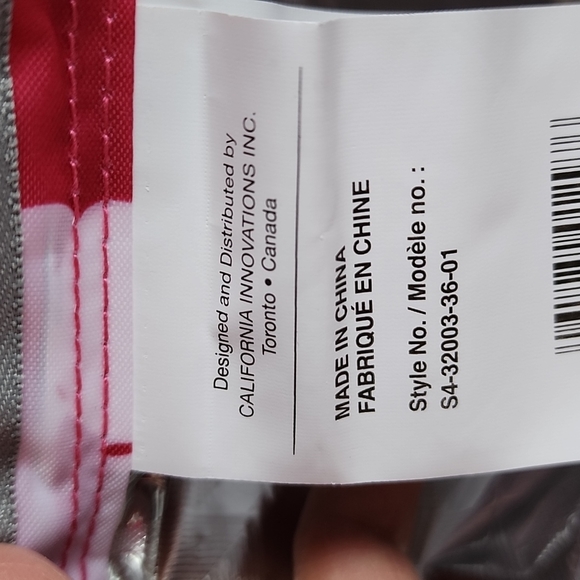 Designed and Distributed by
CALIFORNIA INNOVATIONS INC.
Toronto • Canada
MADE IN CHINA
FABRIQUÉ EN CHINE
Style No. / Modèle no. :
S4-32003-36-01